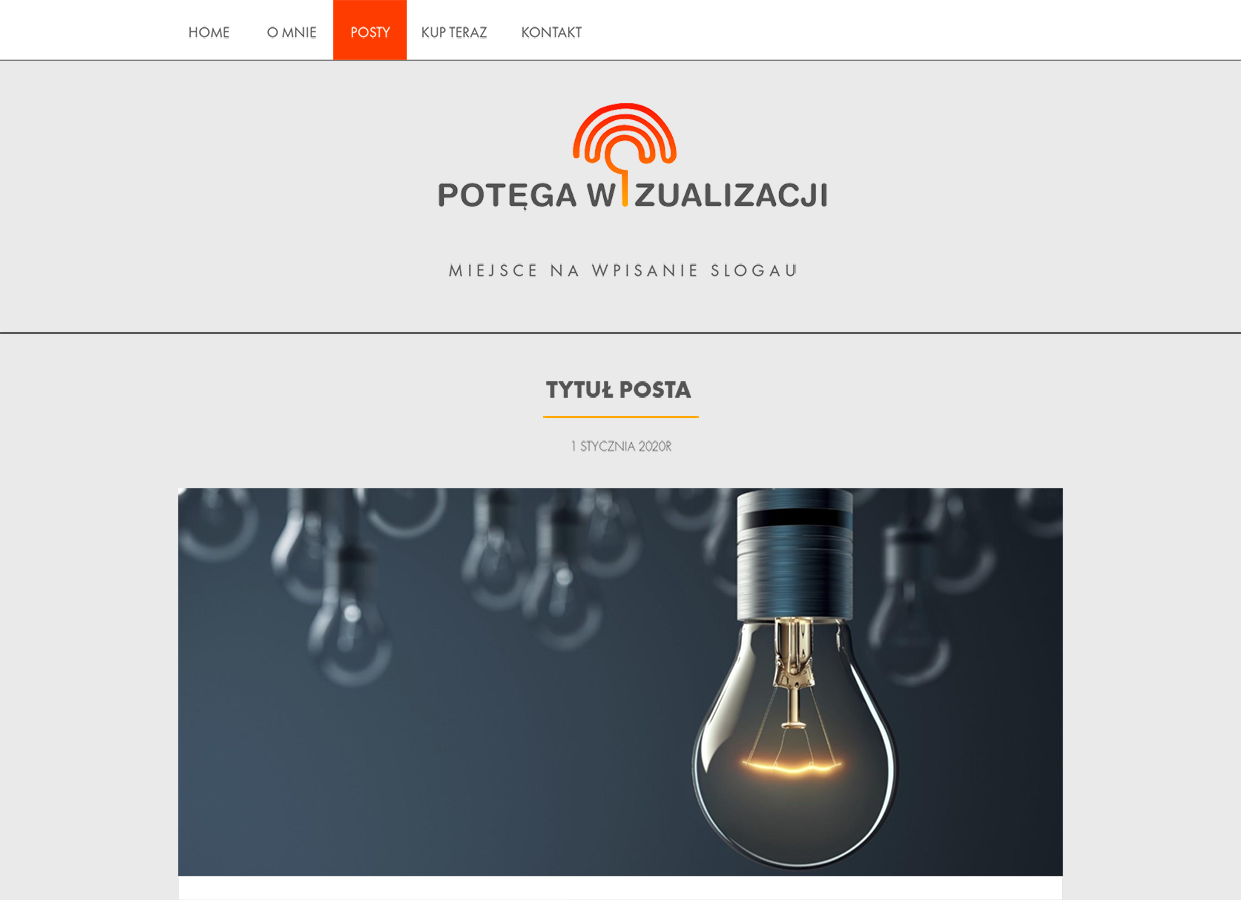 HOME O MNIE POSTY KUP TERAZ KONTAKT
POTĘGA WIZUALIZACJI
MIEJSCE NA WPISANIE SLOGAU
TYTUŁ POSTA
1 STYCZNIA 2020R